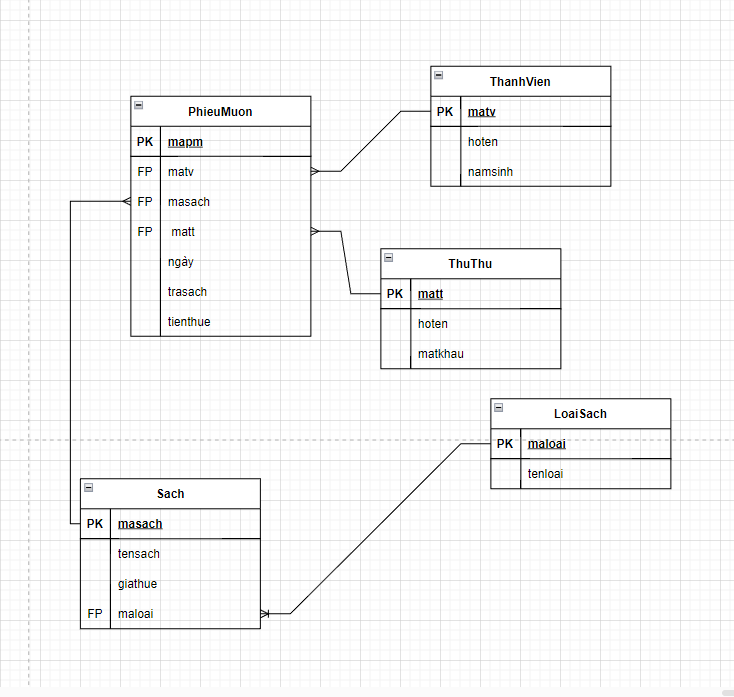 PhieuMuon
PK mapm
FP matv
FP masach
FP matt
ngày
trasach
tienthue
ThanhVien
PK matv
hoten
namsinh
ThuThu
PK matt
hoten
matkhau
LoaiSach
PK maloai
tenloai
Sach
PK masach
tensach
giathue
FP maloai